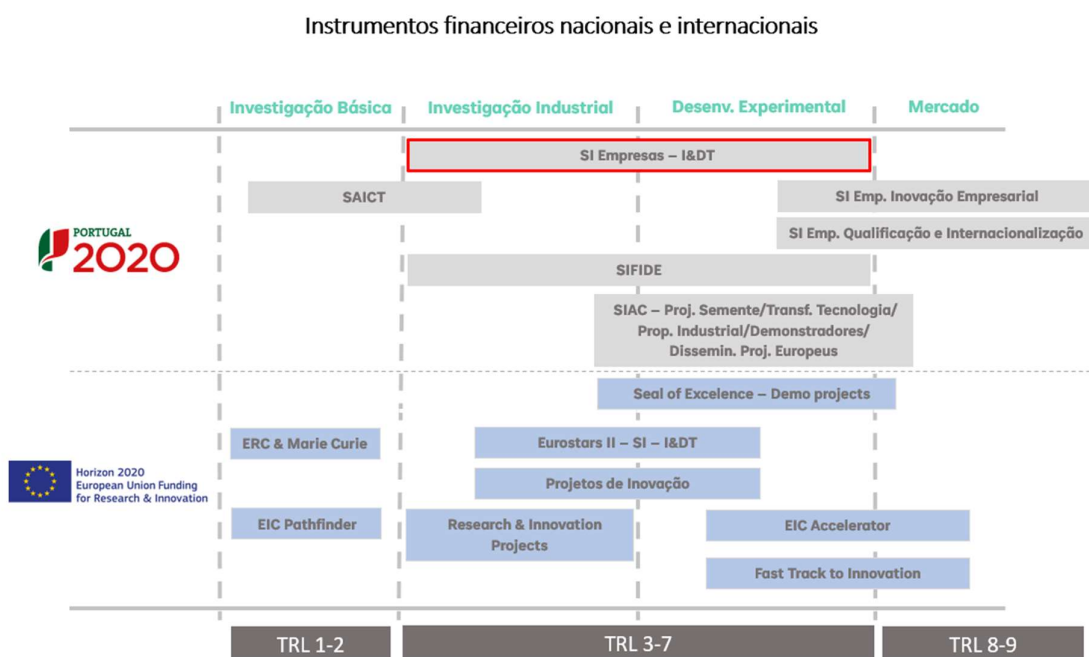 Instrumentos financeiros nacionais e internacionais
Investigação Básica
Investigação Industrial
Desenv. Experimental
Mercado
SI Empresas – I&DT
SAICT
SI Emp. Inovação Empresarial
PORTUGAL
2020
SI Emp. Qualificação e Internacionalização
SIFIDE
SIAC – Proj. Semente/Transf. Tecnologia/
Prop. Industrial/Demonstradores/
Dissemin. Proj. Europeus
Seal of Excelence – Demo projects
ERC & Marie Curie
Eurostars II – SI – I&DT
Horizon 2020
European Union Funding
for Research & Innovation
Projetos de Inovação
EIC Pathfinder
Research & Innovation
Projects
EIC Accelerator
Fast Track to Innovation
TRL 1-2
TRL 3-7
TRL 8-9